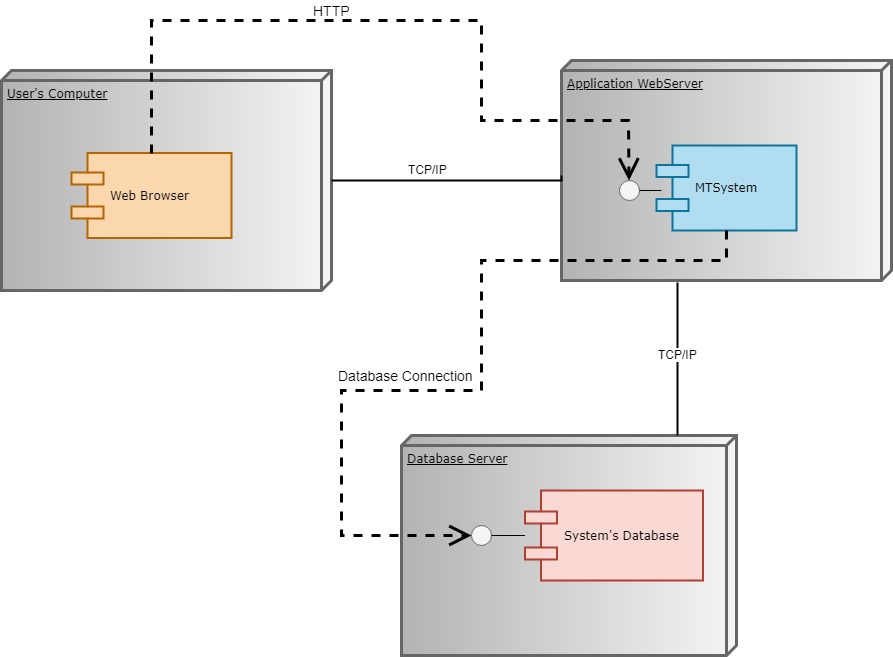 HTTP
User's Computer
Application WebServer
Web Browser
TCP/IP
MTSystem
TCP/IP
Database Connection
Database Server
System's Database